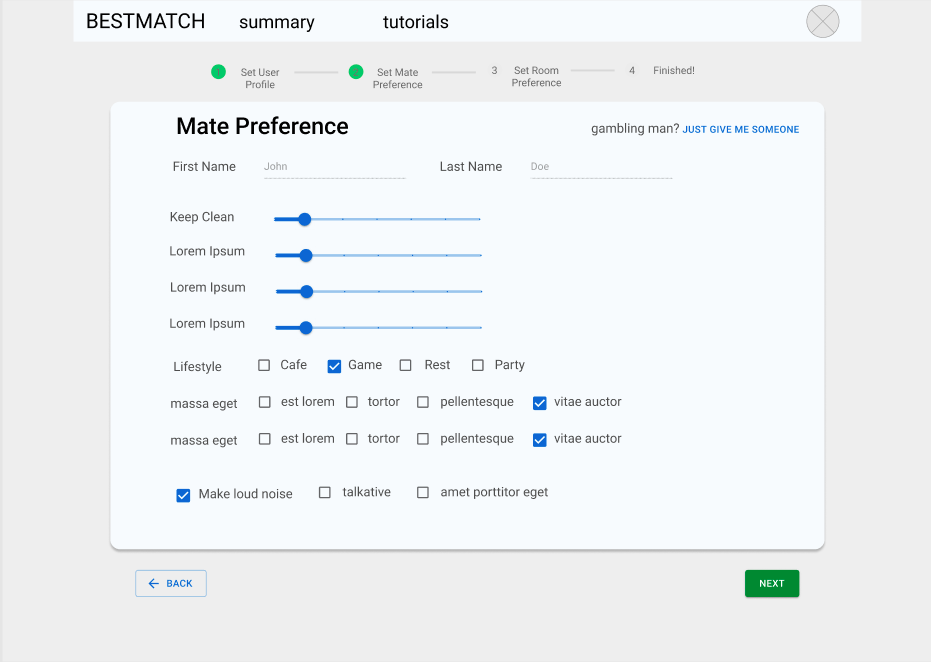 BESTMATCH summary tutorials
1 Set User Profile 2 Set Mate Preference 3 Set Room Preference 4 Finished!
Mate Preference
gambling man? JUST GIVE ME SOMEONE
First Name John Last Name Doe
Keep Clean
Lorem Ipsum
Lorem Ipsum
Lorem Ipsum
Lifestyle Cafe Game Rest Party
massa eget est lorem tortor pellentesque vitae auctor
massa eget est lorem tortor pellentesque vitae auctor
Make loud noise talkative amet porttitor eget
BACK NEXT